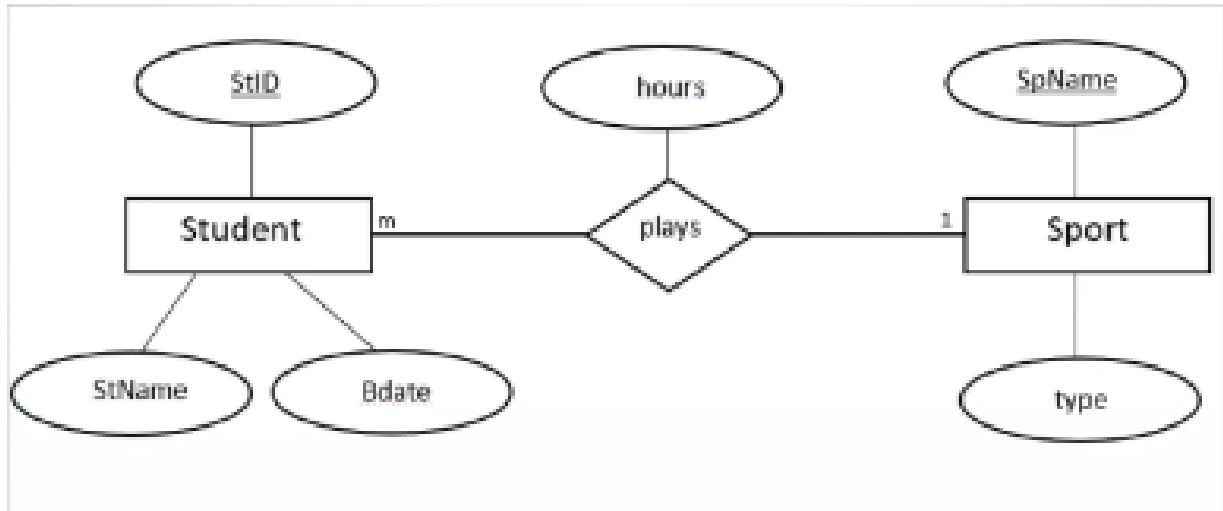 StID
hours
SpName
Student
m
plays
1
Sport
StName
Bdate
type